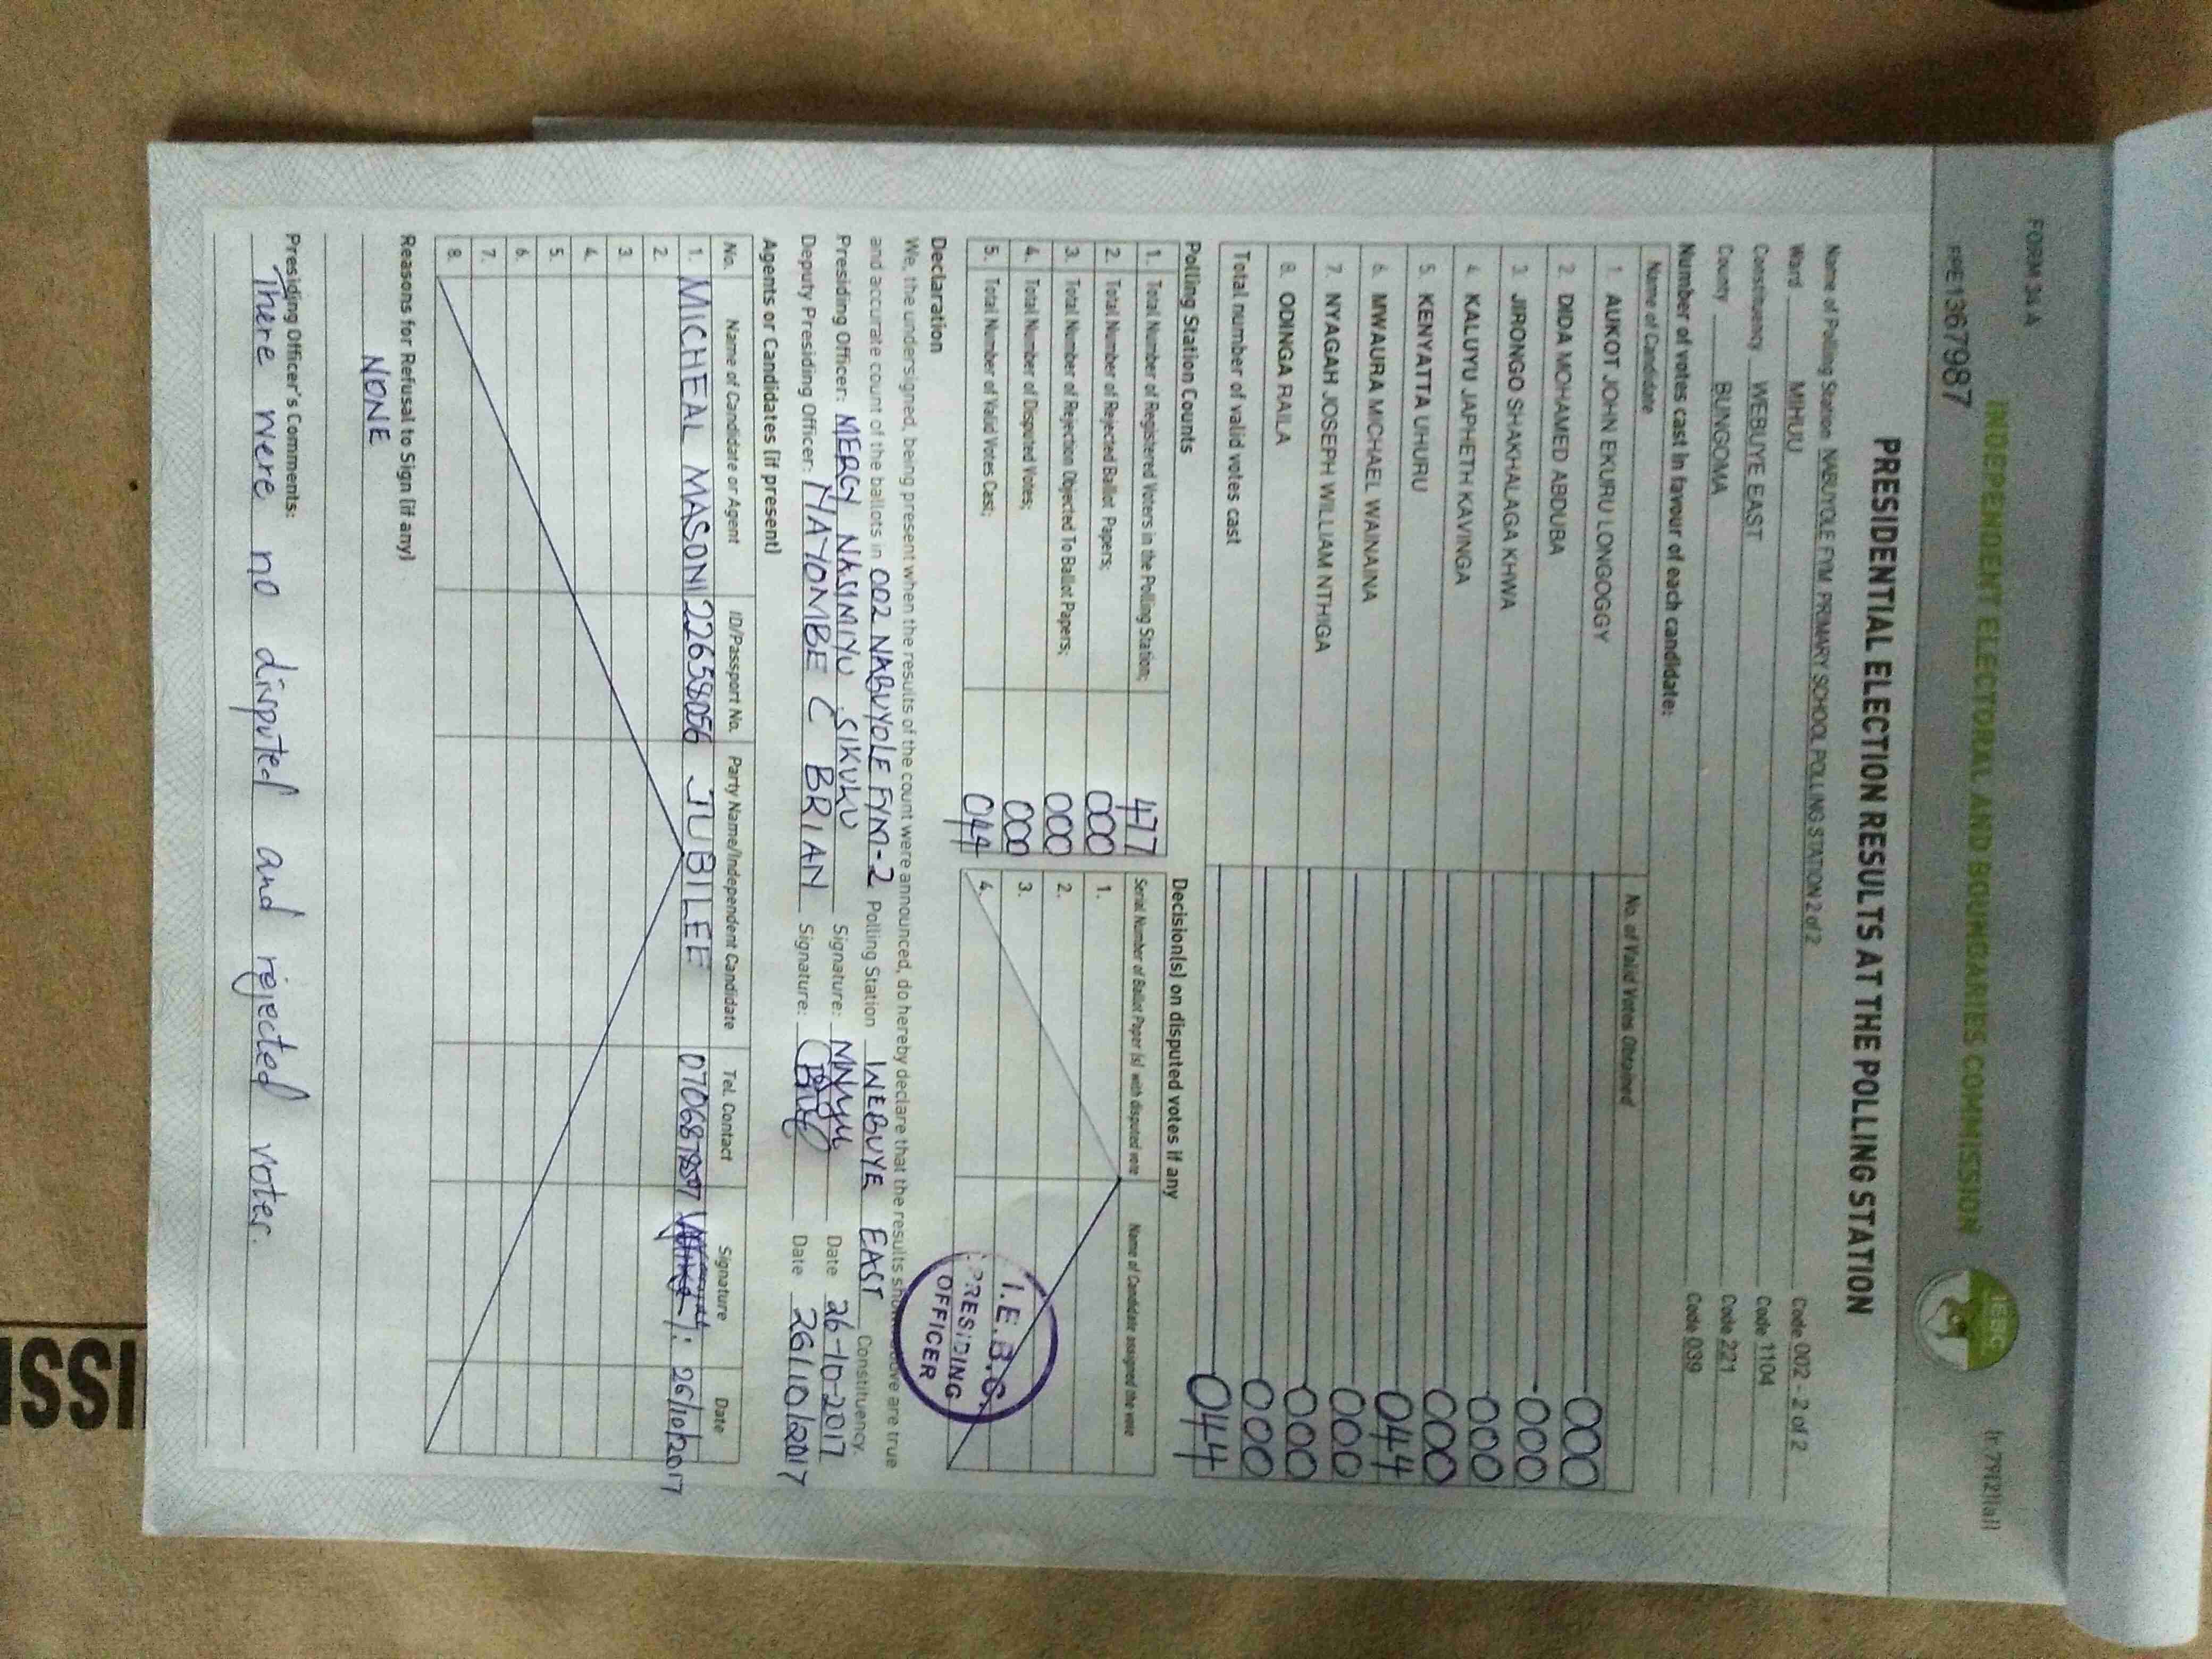 FORM 34 A
(r.79(2)(a))
INDEPENDENT ELECTORAL AND BOUNDARIES COMMISSION
IEBC
PPE1367987
PRESIDENTIAL ELECTION RESULTS AT THE POLLING STATION
Name of Polling Station NABUYOLE FYM PRIMARY SCHOOL POLLING STATION 2 of 2 Code 002 - 2 of 2
Ward MIHUU Code 1104
Constituency WEBUYE EAST Code 221
County BUNGOMA Code 039
Number of votes cast in favour of each candidate:
Name of Candidate No. of Valid Votes Obtained
1. AUKOT JOHN EKURU LONGOGGY 000
2. DIDA MOHAMED ABDUBA 000
3. JIRONGO SHAKHALAGA KHWA 000
4. KALUYU JAPHETH KAVINGA 000
5. KENYATTA UHURU 044
6. MWAURA MICHAEL WAINAINA 000
7. NYAGAH JOSEPH WILLIAM NTHIGA 000
8. ODINGA RAILA 000
Total number of valid votes cast 044
Polling Station Counts
1. Total Number of Registered Voters in the Polling Station; 477
2. Total Number of Rejected Ballot Papers; 000
3. Total Number of Rejection Objected To Ballot Papers; 000
4. Total Number of Disputed Votes; 000
5. Total Number of Valid Votes Cast; 044
Decision(s) on disputed votes if any
Serial Number of Ballot Paper (s) with disputed vote Name of Candidate assigned the vote
1.
2.
3.
4.
I.E.B.C.
PRESIDING
OFFICER
Declaration
We, the undersigned, being present when the results of the count were announced, do hereby declare that the results shown above are true
and accurate count of the ballots in 002 NABUYOLE FYM-2 Polling Station WEBUYE EAST Constituency.
Presiding Officer: MERCY NASIMIYU SIKUKU Signature: Date 26-10-2017
Deputy Presiding Officer: NAYOMBE C BRIAN Signature: Date 26/10/2017
Agents or Candidates (if present)
No. Name of Candidate or Agent ID/Passport No. Party Name/Independent Candidate Tel. Contact Signature Date
1. MICHEAL MASONI 22658056 JUBILEE 26/10/2017
2.
3.
4.
5.
6.
7.
8.
Reasons for Refusal to Sign (if any)
NONE
Presiding Officer's Comments:
There were no disputed and rejected votes.
ISSI